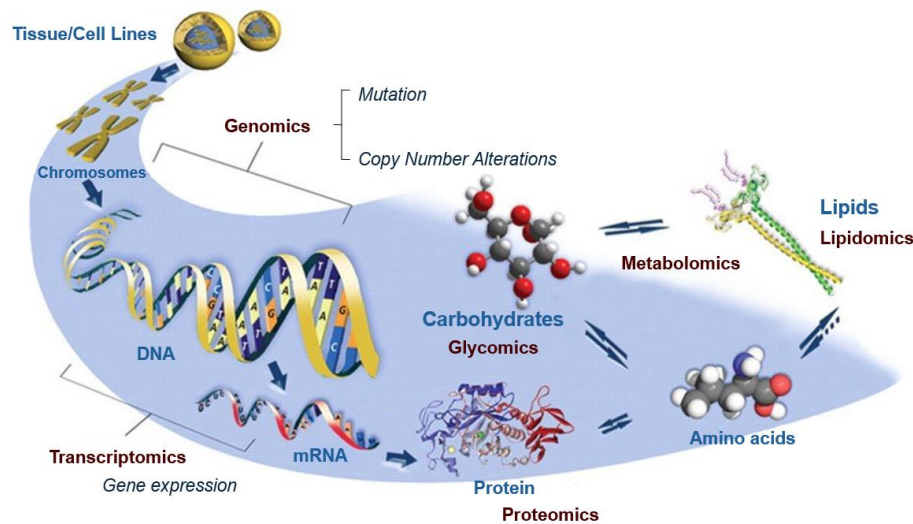 Tissue/Cell Lines
Mutation
Genomics
Copy Number Alterations
Chromosomes
Lipids
Lipidomics
Metabolomics
Carbohydrates
Glycomics
DNA
Amino acids
Transcriptomics
mRNA
Gene expression
Protein
Proteomics